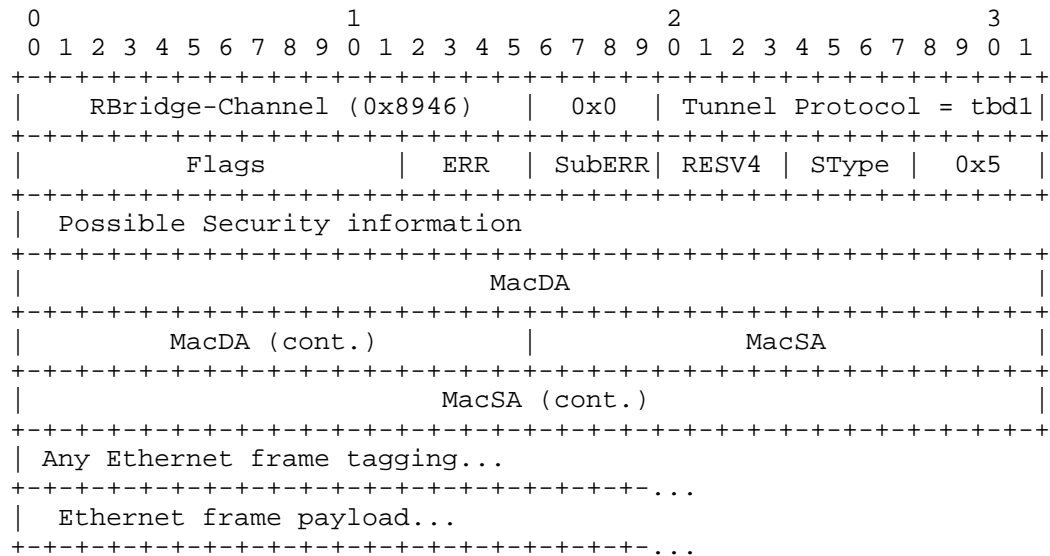 0                   1                   2                   3
 0 1 2 3 4 5 6 7 8 9 0 1 2 3 4 5 6 7 8 9 0 1 2 3 4 5 6 7 8 9 0 1
+-+-+-+-+-+-+-+-+-+-+-+-+-+-+-+-+-+-+-+-+-+-+-+-+-+-+-+-+-+-+-+-+
|    RBridge-Channel (0x8946)   |  0x0  | Tunnel Protocol = tbd1|
+-+-+-+-+-+-+-+-+-+-+-+-+-+-+-+-+-+-+-+-+-+-+-+-+-+-+-+-+-+-+-+-+
|          Flags        |  ERR  | SubERR| RESV4 | SType |  0x5  |
+-+-+-+-+-+-+-+-+-+-+-+-+-+-+-+-+-+-+-+-+-+-+-+-+-+-+-+-+-+-+-+-+
|  Possible Security information
+-+-+-+-+-+-+-+-+-+-+-+-+-+-+-+-+-+-+-+-+-+-+-+-+-+-+-+-+-+-+-+-+
|                             MacDA                             |
+-+-+-+-+-+-+-+-+-+-+-+-+-+-+-+-+-+-+-+-+-+-+-+-+-+-+-+-+-+-+-+-+
|         MacDA (cont.)         |             MacSA             |
+-+-+-+-+-+-+-+-+-+-+-+-+-+-+-+-+-+-+-+-+-+-+-+-+-+-+-+-+-+-+-+-+
|                          MacSA (cont.)                        |
+-+-+-+-+-+-+-+-+-+-+-+-+-+-+-+-+-+-+-+-+-+-+-+-+-+-+-+-+-+-+-+-+
| Any Ethernet frame tagging...
+-+-+-+-+-+-+-+-+-+-+-+-+-+-+-+-+-+-+-+-...
|  Ethernet frame payload...
+-+-+-+-+-+-+-+-+-+-+-+-+-+-+-+-+-+-+-+-...